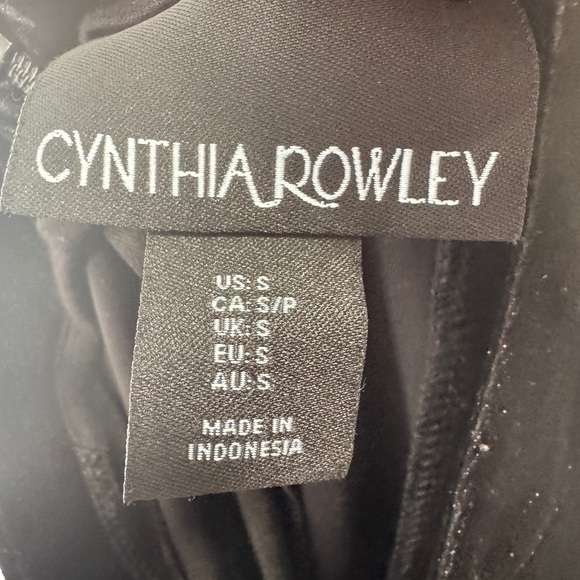 CYNTHIA ROWLEY
US: S
CA: S/P
UK: S
EU: S
AU: S
MADE IN
INDONESIA